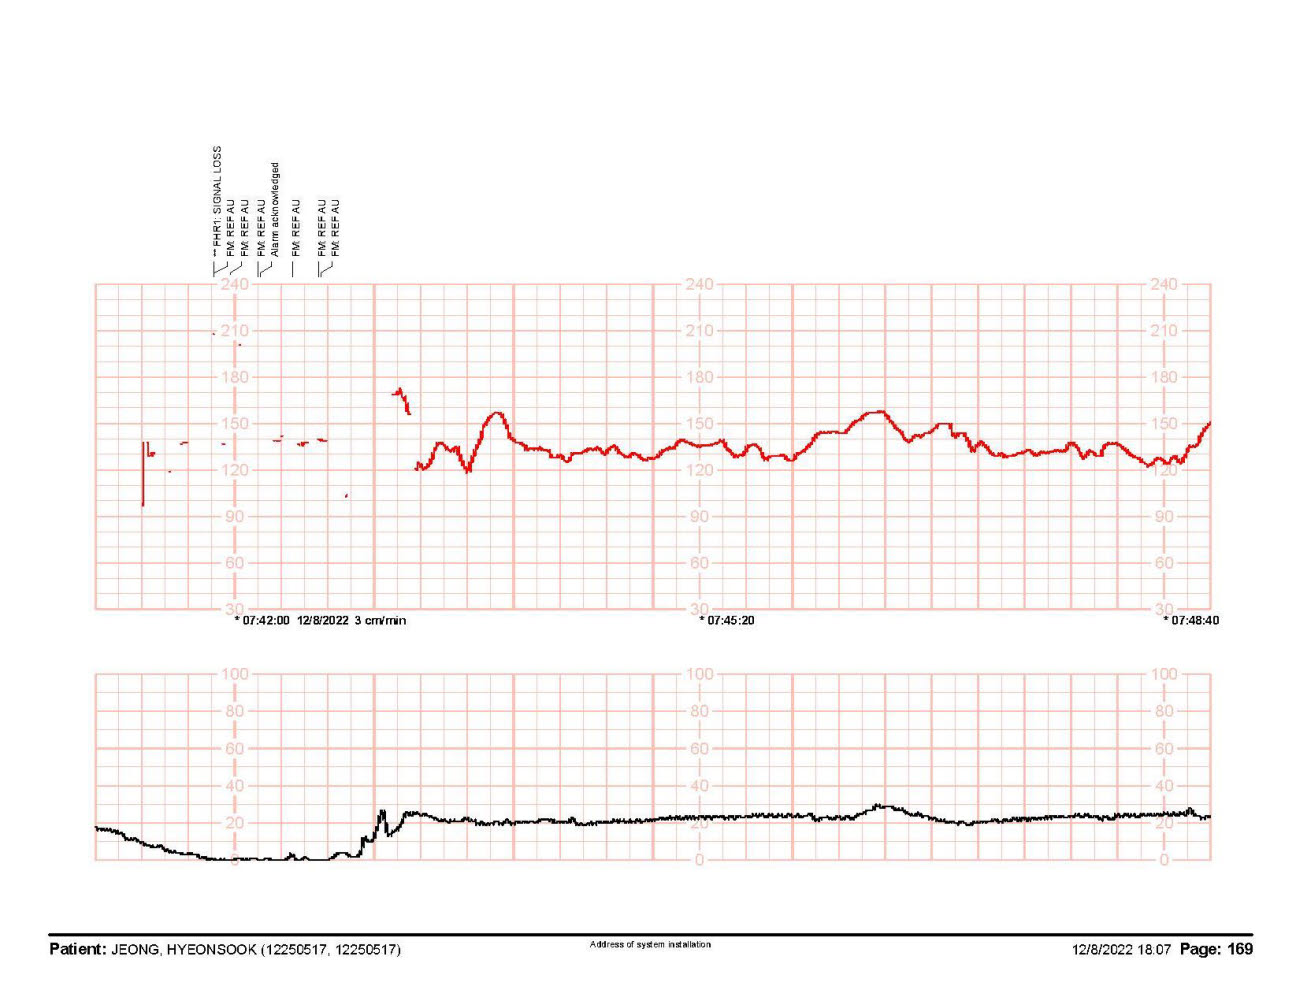 ** FHR1: SIGNAL LOSS
FM: REF AU
FM: REF AU
FM: REF AU
Alarm acknowledged
FM: REF AU
FM: REF AU
FM: REF AU
240 240 240
210 210 210
180 180 180
150 150 150
120 120 120
90 90 90
60 60 60
30 30 30
* 07:42:00 12/8/2022 3 cm/min * 07:45:20 * 07:48:40
100 100 100
80 80 80
60 60 60
40 40 40
20 20 20
0 0 0
Patient: JEONG, HYEONSOOK (12250517, 12250517) Address of system installation 12/8/2022 18:07 Page: 169